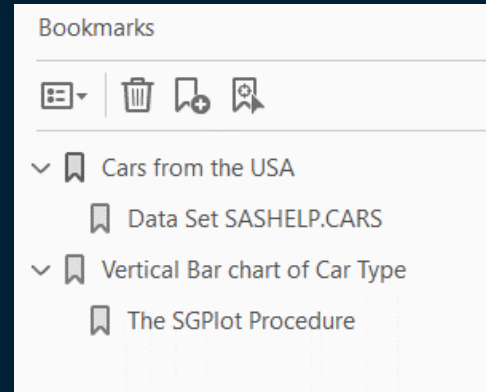 Bookmarks
Cars from the USA
Data Set SASHELP.CARS
Vertical Bar chart of Car Type
The SGPlot Procedure